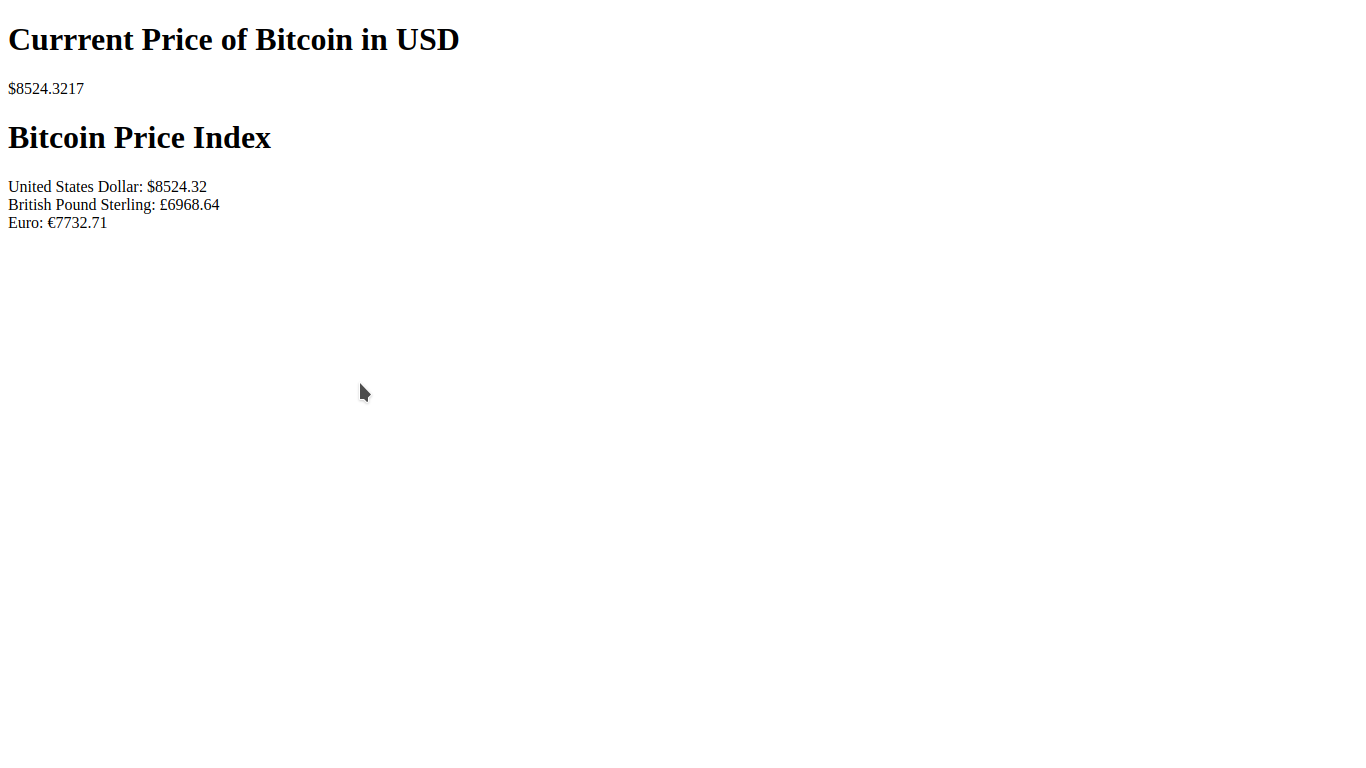 Currrent Price of Bitcoin in USD
$8524.3217
Bitcoin Price Index
United States Dollar: $8524.32
British Pound Sterling: £6968.64
Euro: €7732.71